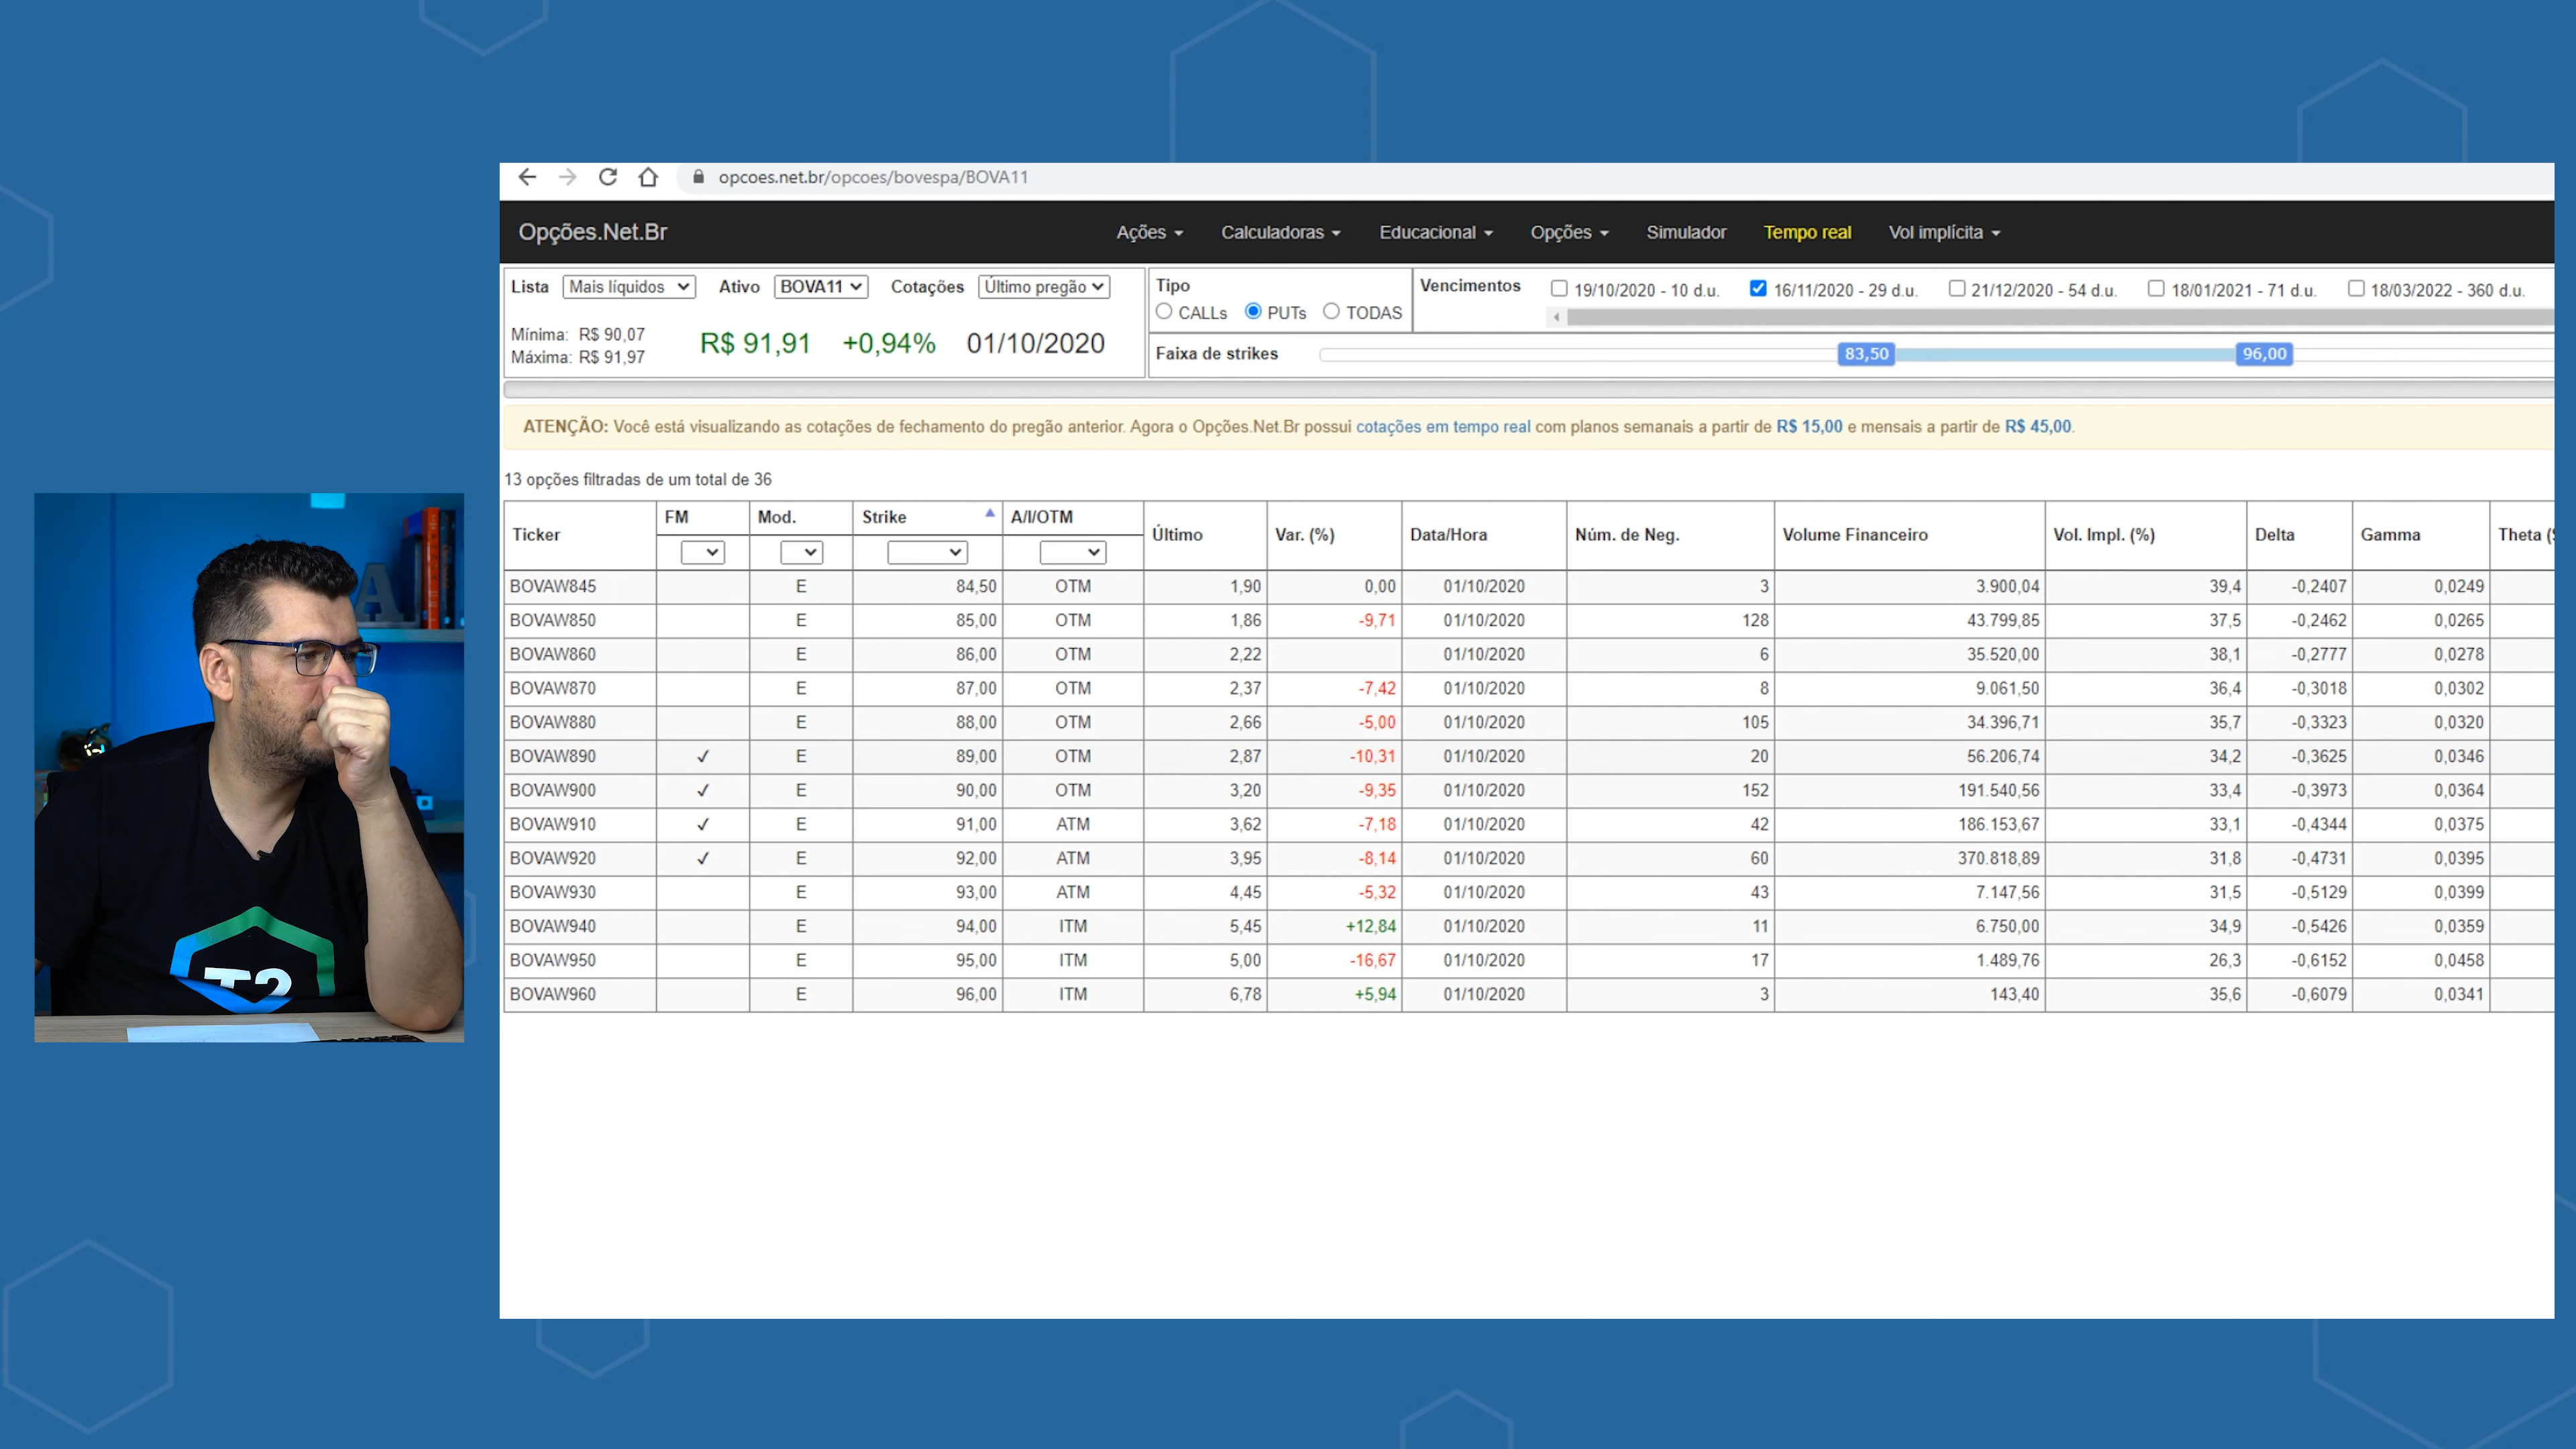 opcoes.net.br/opcoes/bovespa/BOVA11
Opções.Net.Br Ações Calculadoras Educacional Opções Simulador Tempo real Vol implícita
Lista Mais líquidos Ativo BOVA11 Cotações Último pregão
Mínima: R$ 90,07
Máxima: R$ 91,97
R$ 91,91 +0,94% 01/10/2020
Tipo
CALLs PUTs TODAS
Vencimentos 19/10/2020 - 10 d.u. 16/11/2020 - 29 d.u. 21/12/2020 - 54 d.u. 18/01/2021 - 71 d.u. 18/03/2022 - 360 d.u.
Faixa de strikes 83,50 96,00
ATENÇÃO: Você está visualizando as cotações de fechamento do pregão anterior. Agora o Opções.Net.Br possui cotações em tempo real com planos semanais a partir de R$ 15,00 e mensais a partir de R$ 45,00.
13 opções filtradas de um total de 36
Ticker FM Mod. Strike A/I/OTM Último Var. (%) Data/Hora Núm. de Neg. Volume Financeiro Vol. Impl. (%) Delta Gamma Theta (
BOVAW845 E 84,50 OTM 1,90 0,00 01/10/2020 3 3.900,04 39,4 -0,2407 0,0249
BOVAW850 E 85,00 OTM 1,86 -9,71 01/10/2020 128 43.799,85 37,5 -0,2462 0,0265
BOVAW860 E 86,00 OTM 2,22 01/10/2020 6 35.520,00 38,1 -0,2777 0,0278
BOVAW870 E 87,00 OTM 2,37 -7,42 01/10/2020 8 9.061,50 36,4 -0,3018 0,0302
BOVAW880 E 88,00 OTM 2,66 -5,00 01/10/2020 105 34.396,71 35,7 -0,3323 0,0320
BOVAW890 ✓ E 89,00 OTM 2,87 -10,31 01/10/2020 20 56.206,74 34,2 -0,3625 0,0346
BOVAW900 ✓ E 90,00 OTM 3,20 -9,35 01/10/2020 152 191.540,56 33,4 -0,3973 0,0364
BOVAW910 ✓ E 91,00 ATM 3,62 -7,18 01/10/2020 42 186.153,67 33,1 -0,4344 0,0375
BOVAW920 ✓ E 92,00 ATM 3,95 -8,14 01/10/2020 60 370.818,89 31,8 -0,4731 0,0395
BOVAW930 E 93,00 ATM 4,45 -5,32 01/10/2020 43 7.147,56 31,5 -0,5129 0,0399
BOVAW940 E 94,00 ITM 5,45 +12,84 01/10/2020 11 6.750,00 34,9 -0,5426 0,0359
BOVAW950 E 95,00 ITM 5,00 -16,67 01/10/2020 17 1.489,76 26,3 -0,6152 0,0458
BOVAW960 E 96,00 ITM 6,78 +5,94 01/10/2020 3 143,40 35,6 -0,6079 0,0341
A
T2